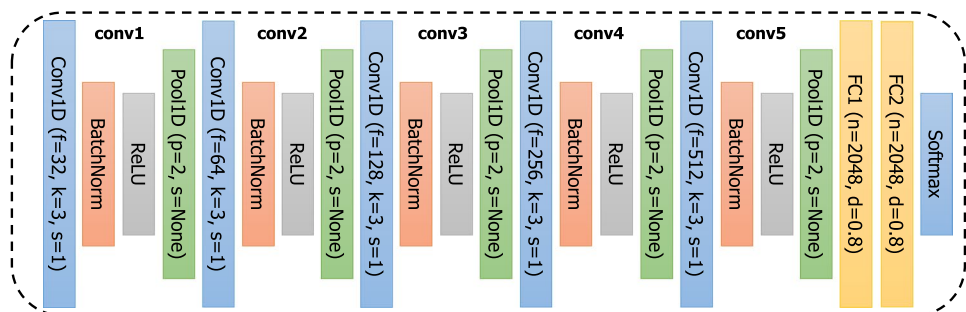 conv1
Conv1D (f=32, k=3, s=1)
BatchNorm
ReLU
Pool1D (p=2, s=None)
conv2
Conv1D (f=64, k=3, s=1)
BatchNorm
ReLU
Pool1D (p=2, s=None)
conv3
Conv1D (f=128, k=3, s=1)
BatchNorm
ReLU
Pool1D (p=2, s=None)
conv4
Conv1D (f=256, k=3, s=1)
BatchNorm
ReLU
Pool1D (p=2, s=None)
conv5
Conv1D (f=512, k=3, s=1)
BatchNorm
ReLU
Pool1D (p=2, s=None)
FC1 (n=2048, d=0.8)
FC2 (n=2048, d=0.8)
Softmax